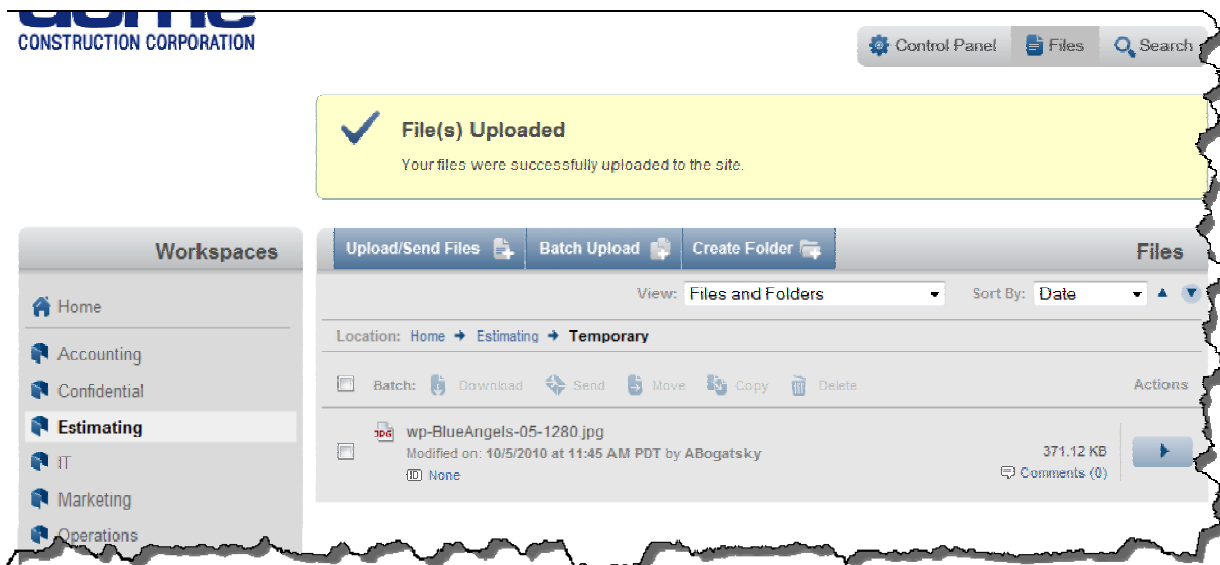 CONSTRUCTION CORPORATION
Control Panel Files Search
File(s) Uploaded
Your files were successfully uploaded to the site.
Workspaces
Home
Accounting
Confidential
Estimating
IT
Marketing
Operations
Upload/Send Files Batch Upload Create Folder Files
View: Files and Folders Sort By: Date
Location: Home Estimating Temporary
Batch: Download Send Move Copy Delete Actions
JPG wp-BlueAngels-05-1280.jpg
Modified on: 10/5/2010 at 11:45 AM PDT by ABogatsky
371.12 KB
ID None
Comments (0)